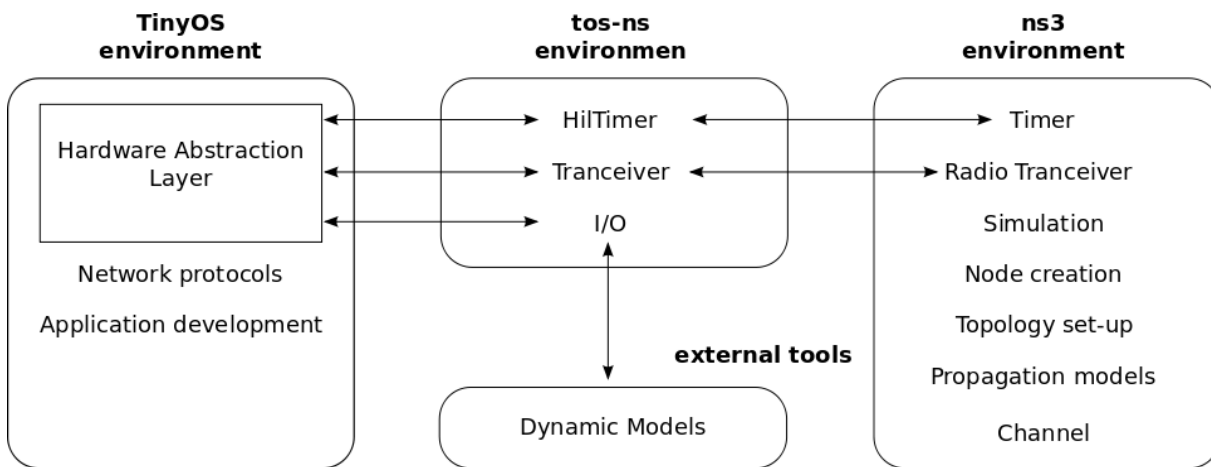 TinyOS
environment
tos-ns
environmen
ns3
environment
Hardware Abstraction
Layer
Network protocols
Application development
HilTimer
Tranceiver
I/O
external tools
Dynamic Models
Timer
Radio Tranceiver
Simulation
Node creation
Topology set-up
Propagation models
Channel